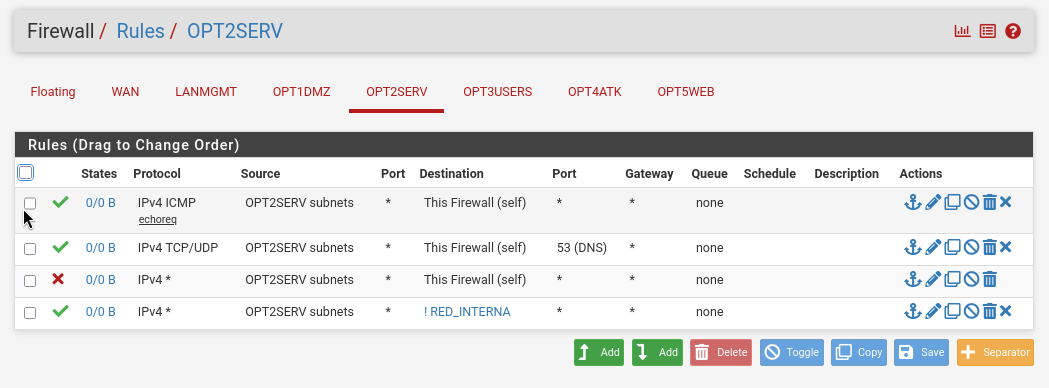 Firewall / Rules / OPT2SERV
Floating WAN LANMGMT OPT1DMZ OPT2SERV OPT3USERS OPT4ATK OPT5WEB
Rules (Drag to Change Order)
States Protocol Source Port Destination Port Gateway Queue Schedule Description Actions
0/0 B IPv4 ICMP OPT2SERV subnets * This Firewall (self) * * none
echoreq
0/0 B IPv4 TCP/UDP OPT2SERV subnets * This Firewall (self) 53 (DNS) * none
0/0 B IPv4 * OPT2SERV subnets * This Firewall (self) * * none
0/0 B IPv4 * OPT2SERV subnets * ! RED_INTERNA * * none
Add Add Delete Toggle Copy Save Separator